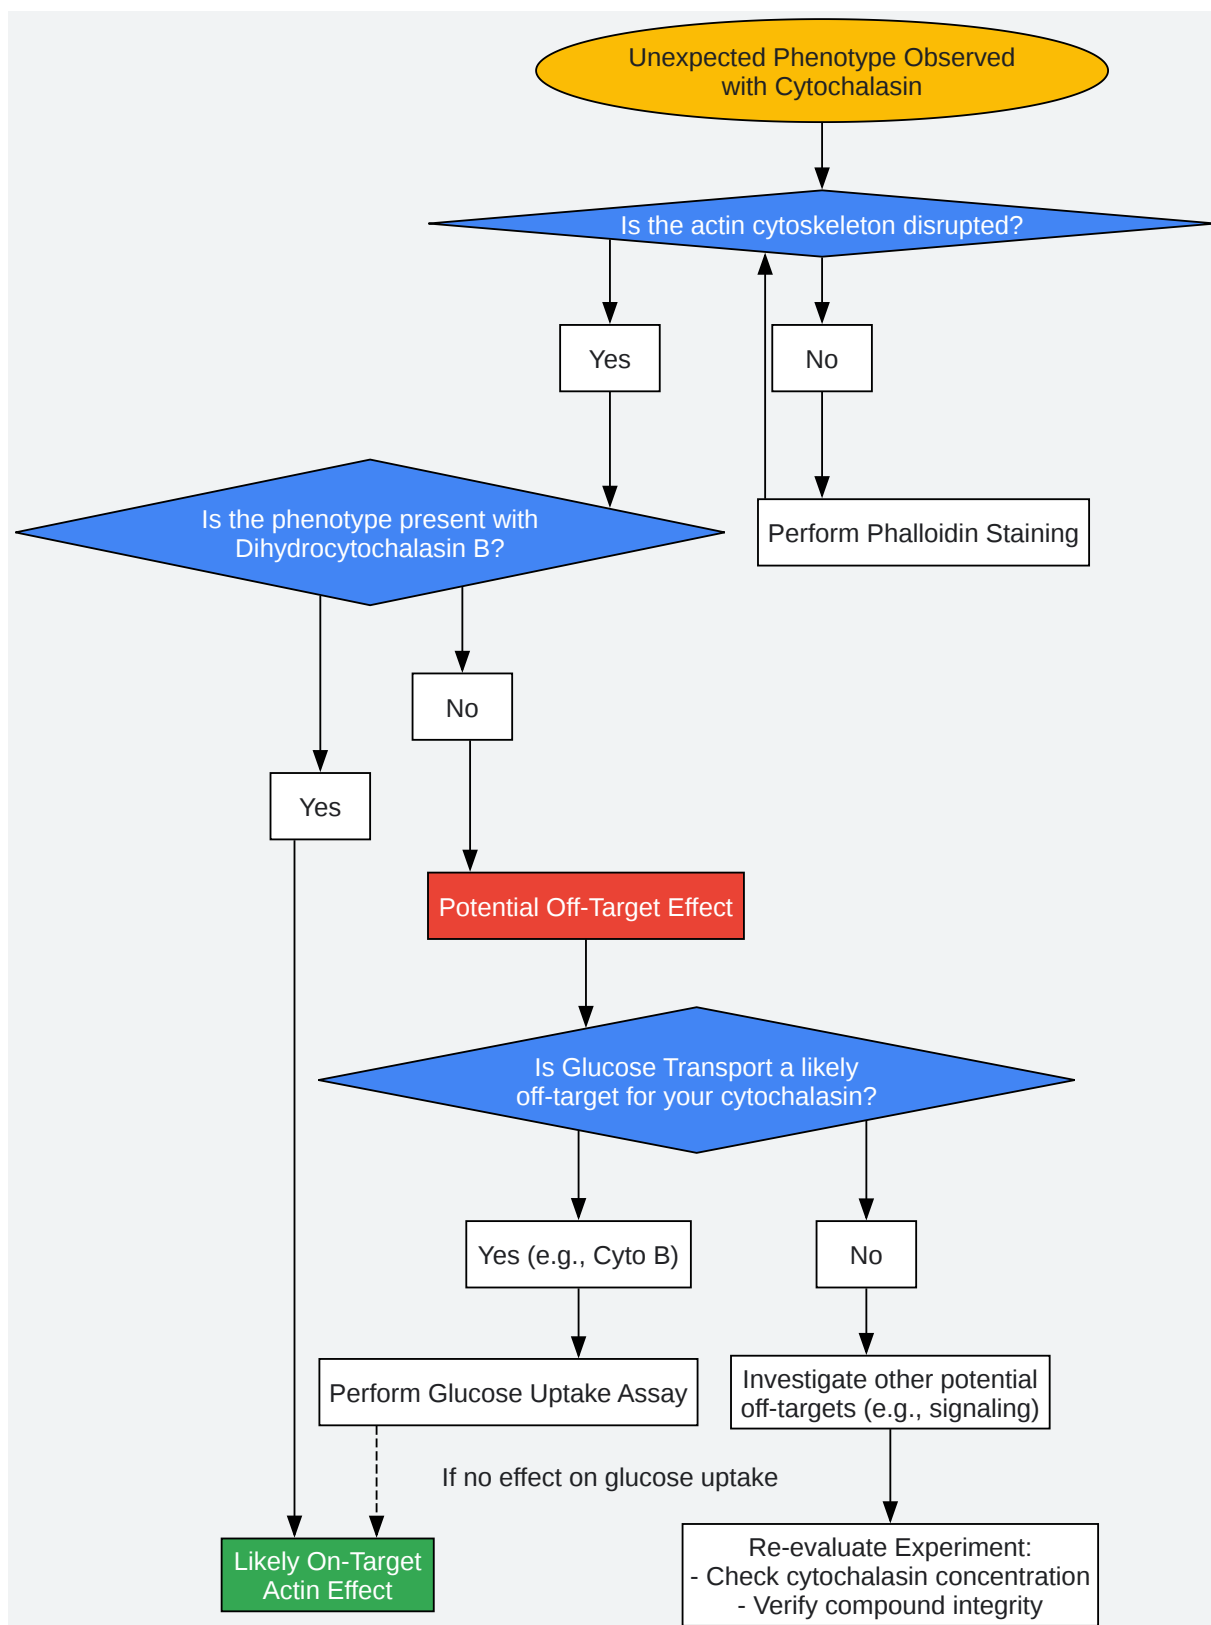 Unexpected Phenotype Observed
with Cytochalasin
Is the actin cytoskeleton disrupted?
Yes
No
Is the phenotype present with
Dihydrocytochalasin B?
Perform Phalloidin Staining
No
Yes
Potential Off-Target Effect
Is Glucose Transport a likely
off-target for your cytochalasin?
Yes (e.g., Cyto B)
No
Perform Glucose Uptake Assay
Investigate other potential
off-targets (e.g., signaling)
If no effect on glucose uptake
Likely On-Target
Actin Effect
Re-evaluate Experiment:
- Check cytochalasin concentration
- Verify compound integrity